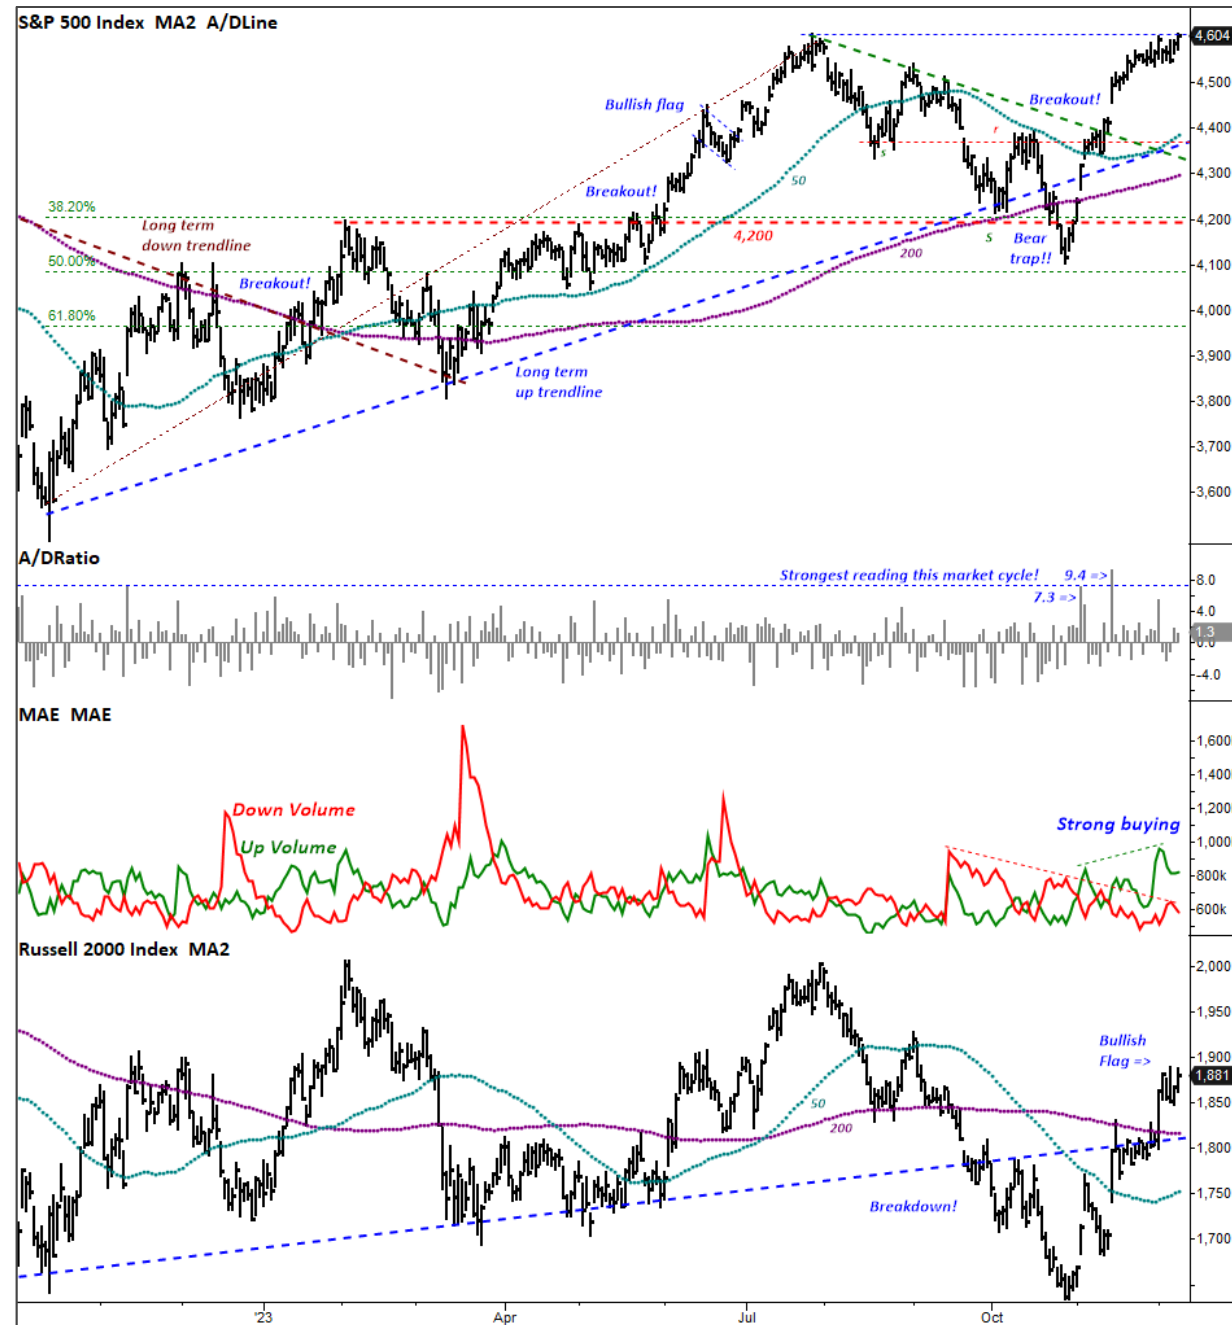 S&P 500 Index MA2 A/DLine
4,604
4,500
Bullish flag
Breakout!
4,400
r
s
4,300
50
Breakout!
38.20%
Long term
down trendline
4,200
4,200
S
Bear
trap!!
200
50.00%
Breakout!
4,100
61.80%
4,000
3,900
Long term
up trendline
3,800
3,700
3,600
A/DRatio
Strongest reading this market cycle! 9.4 =>
7.3 =>
8.0
4.0
1.3
0.0
-4.0
MAE MAE
1,600
1,400
1,200
Down Volume
Strong buying
Up Volume
1,000
800k
600k
Russell 2000 Index MA2
2,000
1,950
Bullish
Flag =>
1,900
1,881
1,850
50
200
1,800
1,750
Breakdown!
1,700
'23
Apr
Jul
Oct